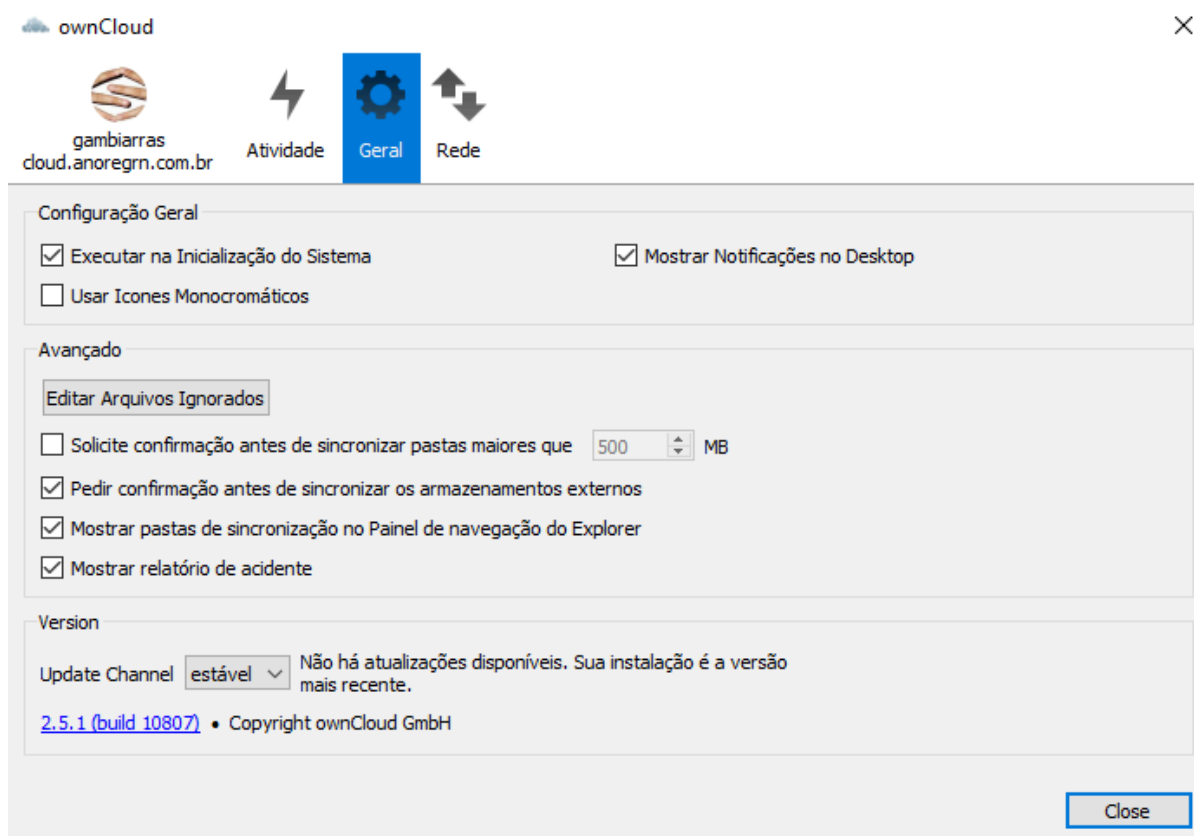 ownCloud
gambiarras
cloud.anoregrn.com.br
Atividade
Geral
Rede
Configuração Geral
Executar na Inicialização do Sistema
Mostrar Notificações no Desktop
Usar Icones Monocromáticos
Avançado
Editar Arquivos Ignorados
Solicite confirmação antes de sincronizar pastas maiores que 500 MB
Pedir confirmação antes de sincronizar os armazenamentos externos
Mostrar pastas de sincronização no Painel de navegação do Explorer
Mostrar relatório de acidente
Version
Update Channel estável
Não há atualizações disponíveis. Sua instalação é a versão
mais recente.
2.5.1 (build 10807) • Copyright ownCloud GmbH
Close